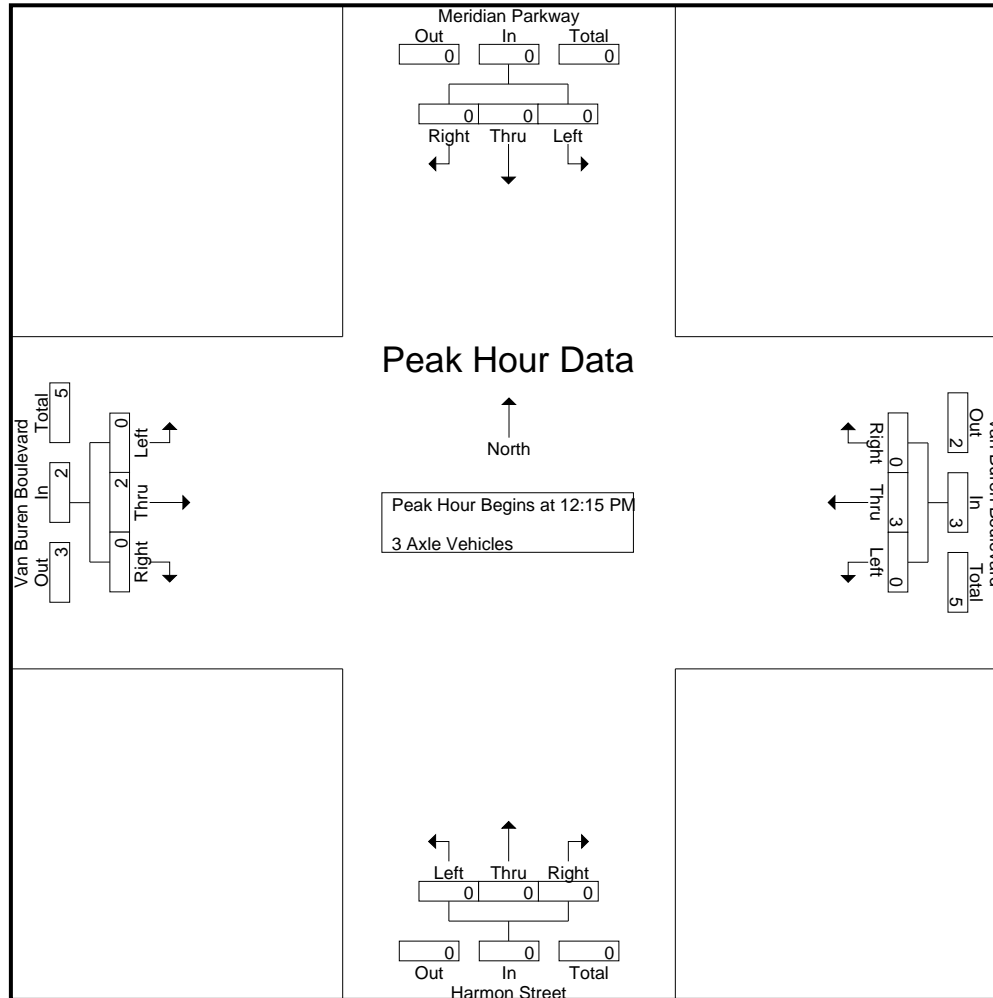 Meridian Parkway
Out In Total
0 0 0
0 0 0
Right Thru Left
Peak Hour Data
North
Peak Hour Begins at 12:15 PM
3 Axle Vehicles
Van Buren Boulevard
Out In Total
3 2 5
0 2 0
Left Thru Right
Van Buren Boulevard
Out In Total
2 3 5
0 3 0
Right Thru Left
Left Thru Right
0 0 0
0 0 0
Out In Total
Harmon Street